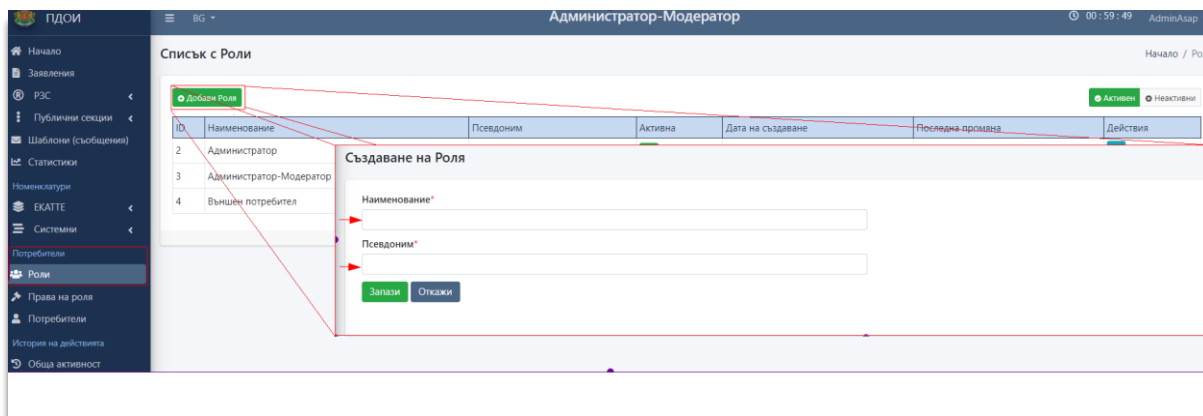 ПДОИ
BG
Администратор-Модератор
00:59:49
AdminAsap
Начало
Заявления
РЗС
Публични секции
Шаблони (съобщения)
Статистики
Номенклатури
ЕКАТТЕ
Системни
Потребители
Роли
Права на роля
Потребители
История на действията
Обща активност
Списък с Роли
Начало / Ро
Добави Роля
Активен
Неактивни
ID Наименование Псевдоним Активна Дата на създаване Последна промяна Действия
2 Администратор
3 Администратор-Модератор
4 Външен потребител
Създаване на Роля
Наименование*
Псевдоним*
Запази
Откажи